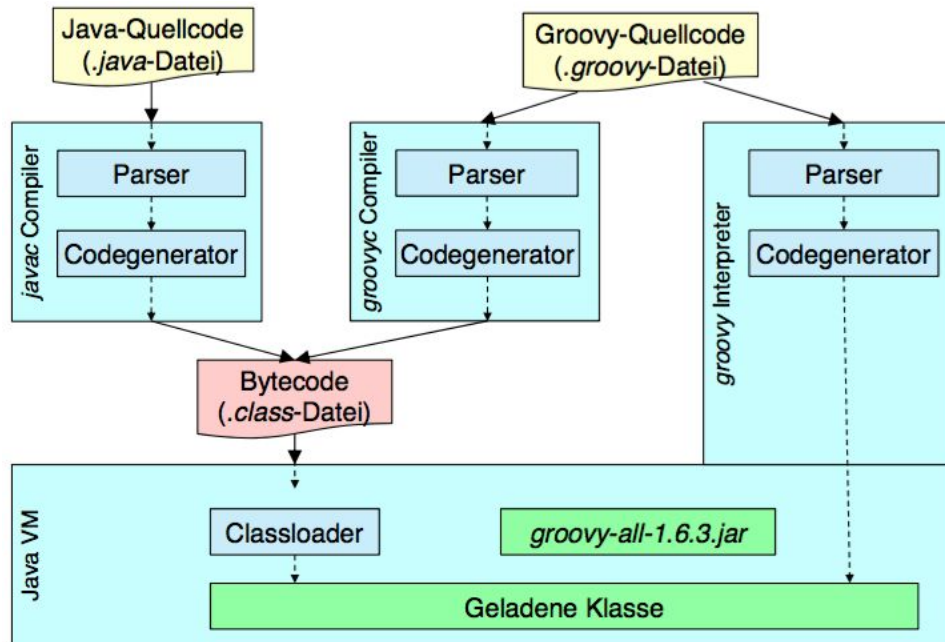 Java-Quellcode
(.java-Datei)
Groovy-Quellcode
(.groovy-Datei)
javac Compiler
Parser
Codegenerator
groovyc Compiler
Parser
Codegenerator
groovy Interpreter
Parser
Codegenerator
Bytecode
(.class-Datei)
Java VM
Classloader
groovy-all-1.6.3.jar
Geladene Klasse